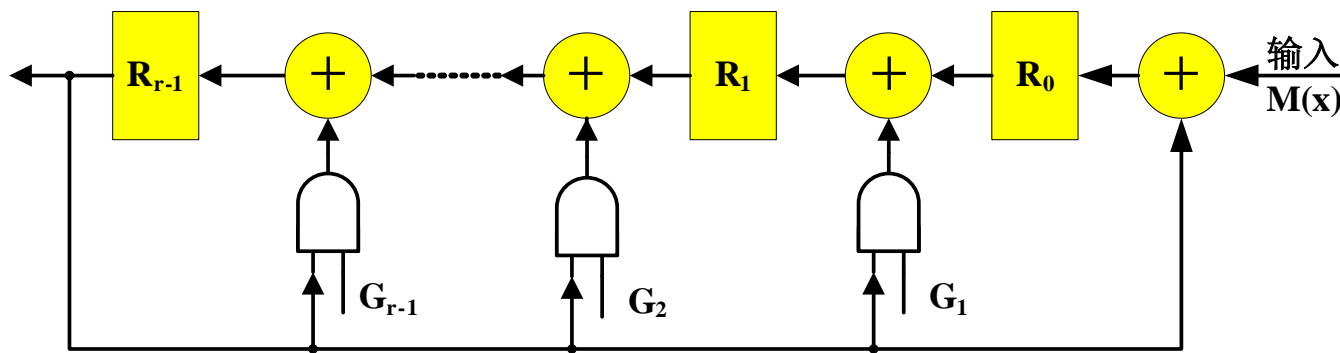 R_{r-1}
+
+
R_1
+
R_0
+
输入
M(x)
G_{r-1}
G_2
G_1